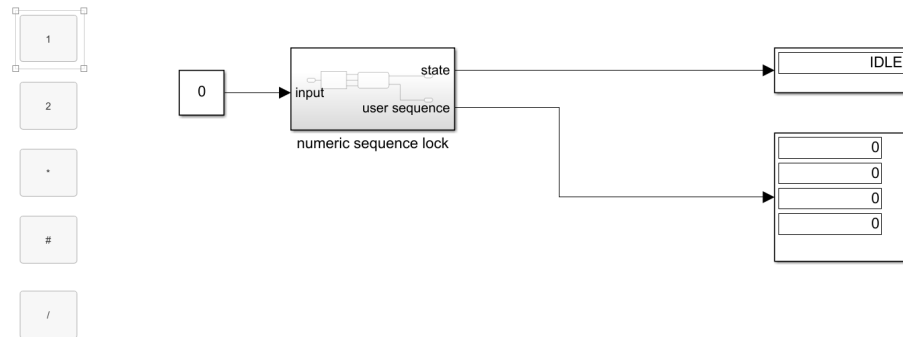 1
2
*
#
/
0
input
state
user sequence
numeric sequence lock
IDLE
0
0
0
0